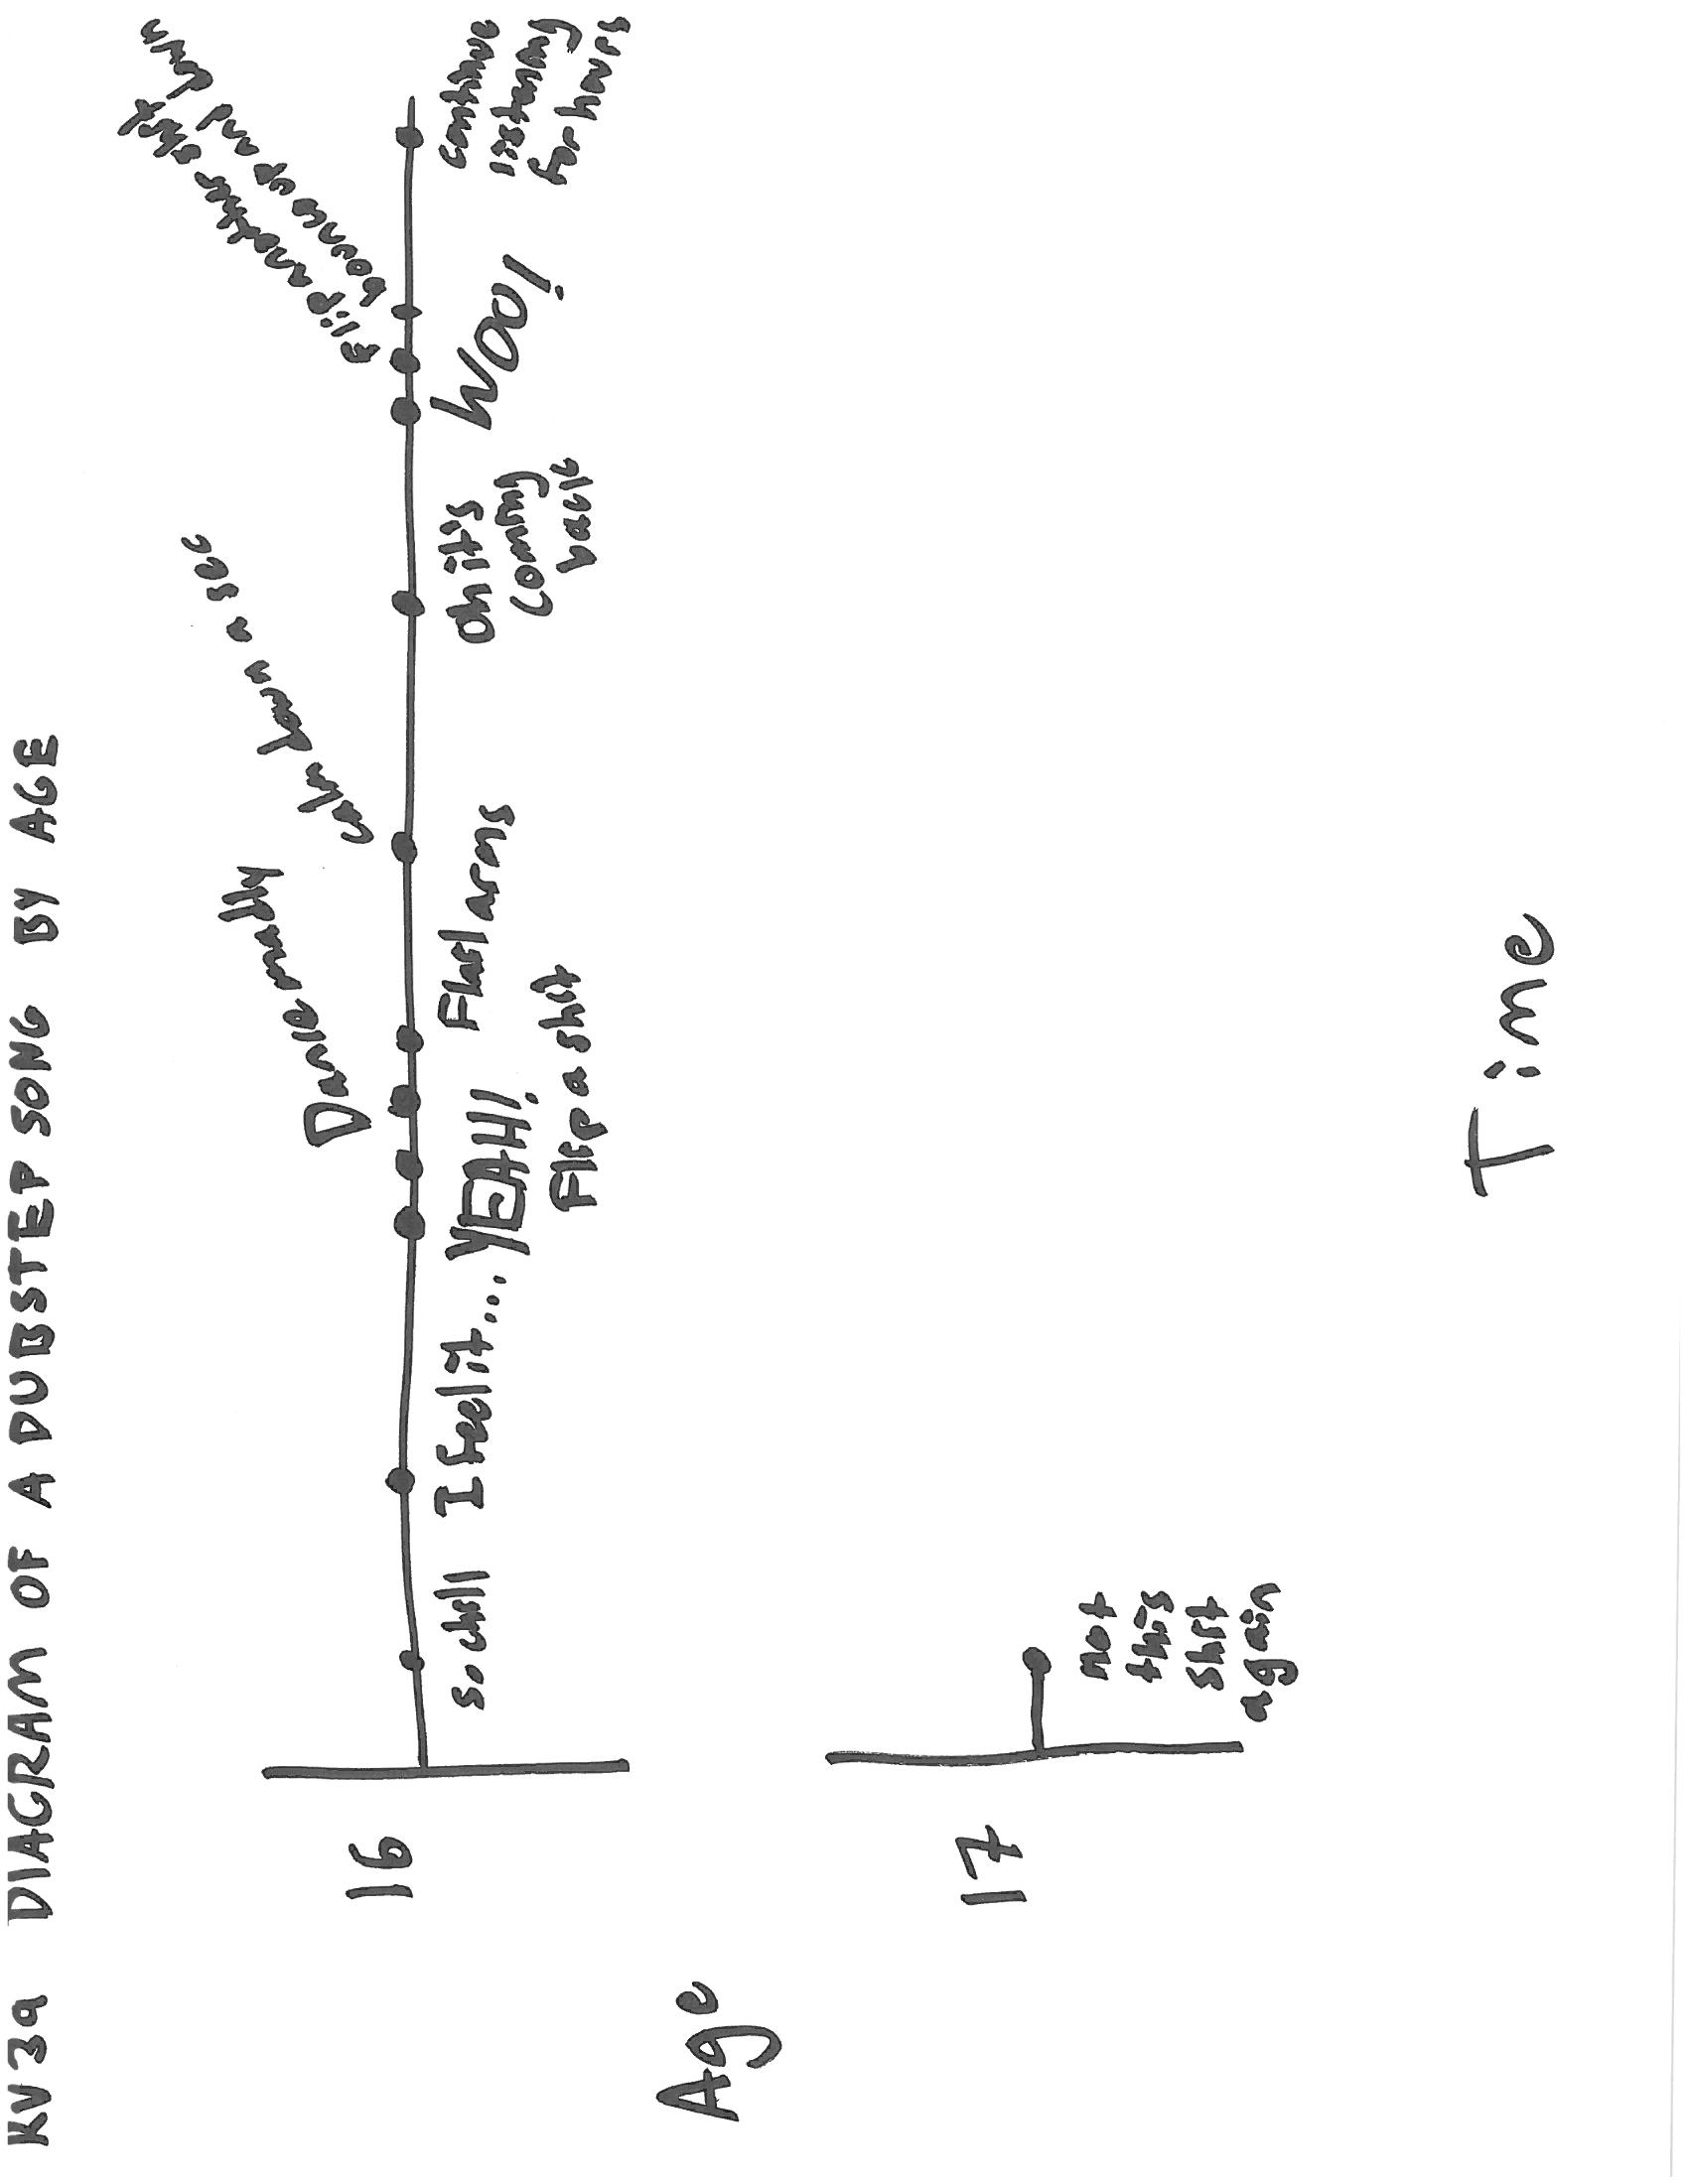 KV39 DIAGRAM OF A DUBSTEP SONG BY AGE
16
so chill
I feel it...
YEAH!
Flip a shit
Dance madly
Flail arms
calm down a sec
oh it's
coming
back
WOO!
flip another shit
bounce up and down
continue
listening
for hours
Age
17
not
this
shit
again
Time